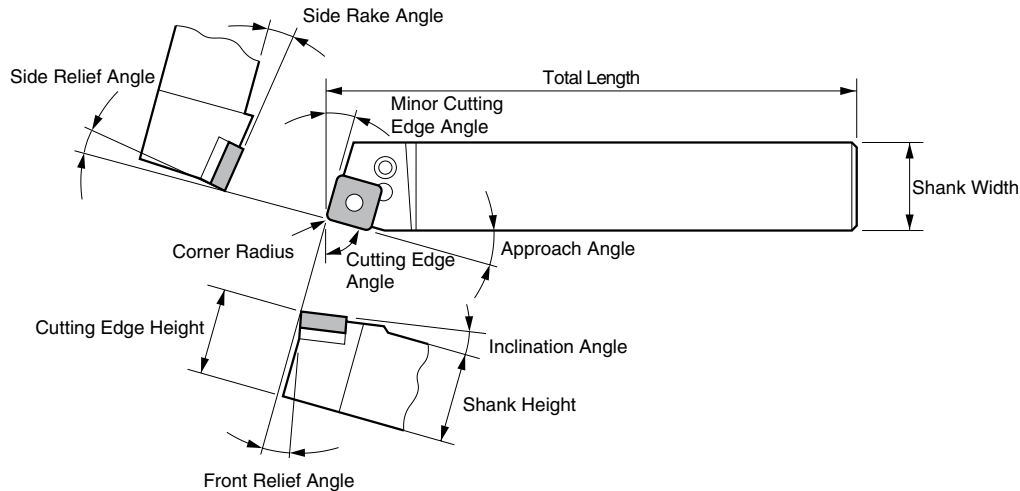 Side Rake Angle
Side Relief Angle
Total Length
Minor Cutting
Edge Angle
Shank Width
Corner Radius
Cutting Edge
Angle
Approach Angle
Cutting Edge Height
Inclination Angle
Shank Height
Front Relief Angle